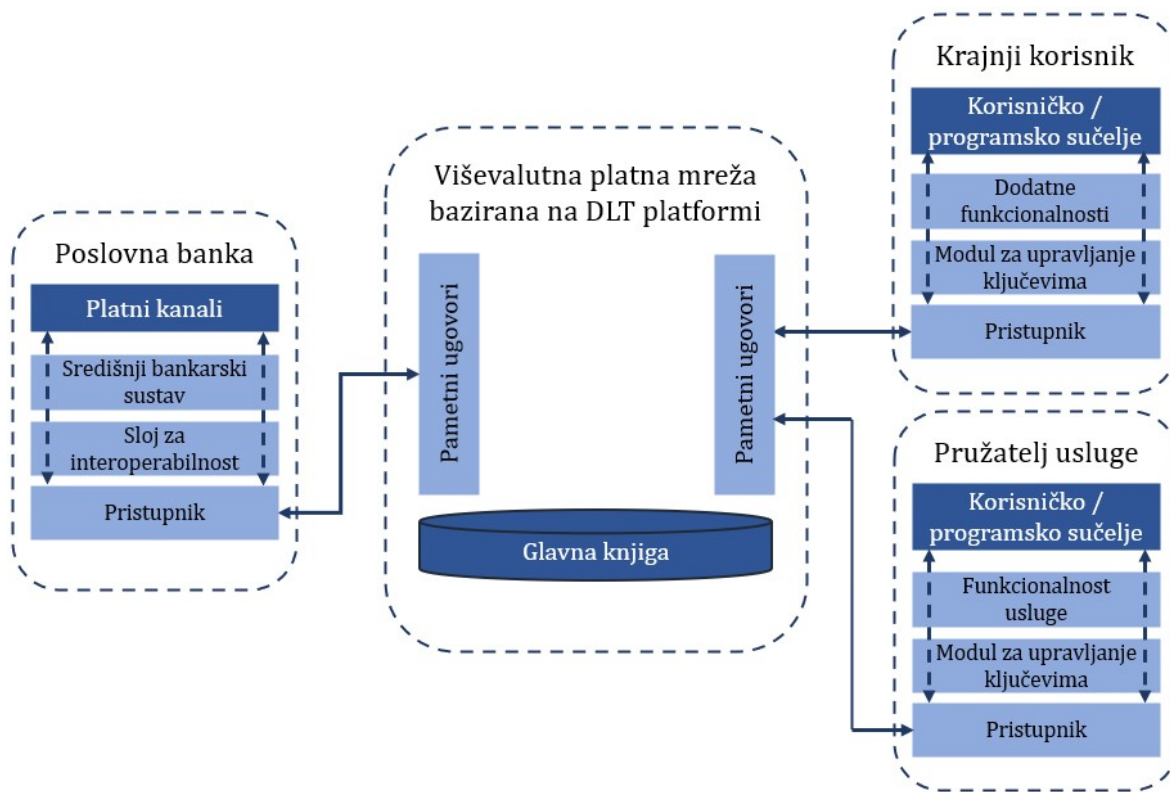 Poslovna banka
Platni kanali
Središnji bankarski
sustav
Sloj za
interoperabilnost
Pristupnik
Viševalutna platna mreža
bazirana na DLT platformi
Pametni ugovori
Pametni ugovori
Glavna knjiga
Krajnji korisnik
Korisničko /
programsko sučelje
Dodatne
funkcionalnosti
Modul za upravljanje
ključevima
Pristupnik
Pružatelj usluge
Korisničko /
programsko sučelje
Funkcionalnost
usluge
Modul za upravljanje
ključevima
Pristupnik